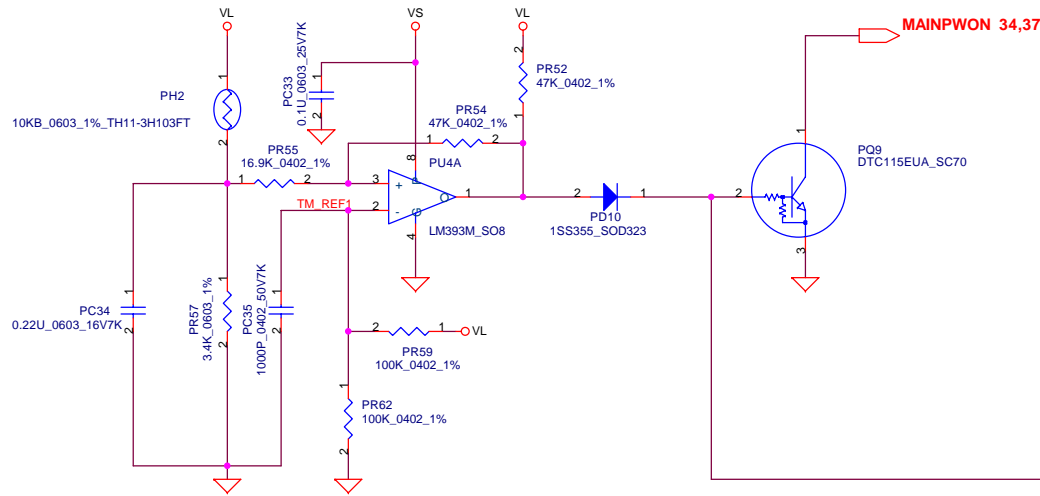 VL
VS
VL
MAINPWON 34,37
1
PH2
10KB_0603_1%_TH11-3H103FT
2
1
PC33
0.1U_0603_25V7K
2
2
PR52
47K_0402_1%
1
PR54
47K_0402_1%
1
2
PR55
16.9K_0402_1%
1
2
8
PU4A
3
+
2
-
1
TM_REF1
LM393M_SO8
4
P
G
O
2
1
PD10
1SS355_SOD323
1
PQ9
DTC115EUA_SC70
2
3
1
PC34
0.22U_0603_16V7K
2
1
PR57
3.4K_0603_1%
2
1
PC35
1000P_0402_50V7K
2
2
1
VL
PR59
100K_0402_1%
1
PR62
100K_0402_1%
2